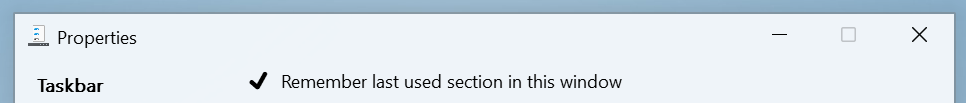 Properties
Taskbar
Remember last used section in this window